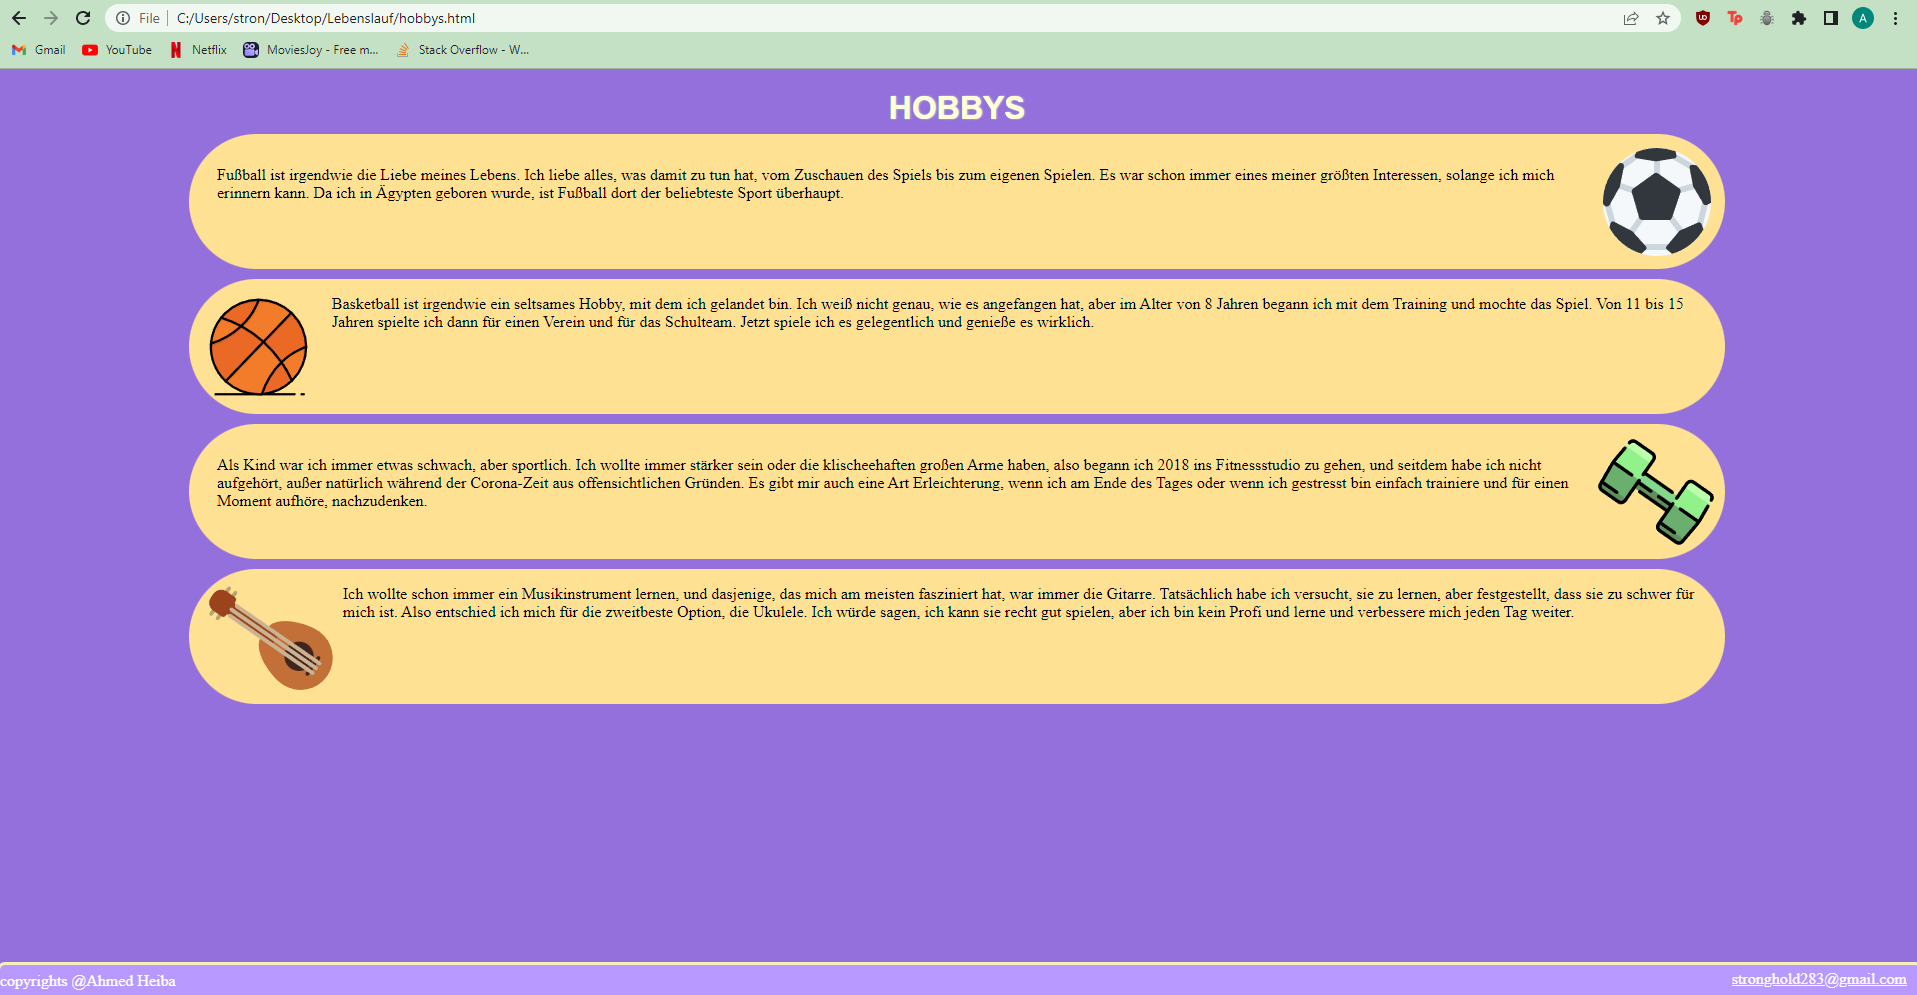 File C:/Users/stron/Desktop/Lebenslauf/hobbys.html
Tp
A
Gmail YouTube Netflix MoviesJoy - Free m... Stack Overflow - W...
HOBBYS
Fußball ist irgendwie die Liebe meines Lebens. Ich liebe alles, was damit zu tun hat, vom Zuschauen des Spiels bis zum eigenen Spielen. Es war schon immer eines meiner größten Interessen, solange ich mich
erinnern kann. Da ich in Ägypten geboren wurde, ist Fußball dort der beliebteste Sport überhaupt.
Basketball ist irgendwie ein seltsames Hobby, mit dem ich gelandet bin. Ich weiß nicht genau, wie es angefangen hat, aber im Alter von 8 Jahren begann ich mit dem Training und mochte das Spiel. Von 11 bis 15
Jahren spielte ich dann für einen Verein und für das Schulteam. Jetzt spiele ich es gelegentlich und genieße es wirklich.
Als Kind war ich immer etwas schwach, aber sportlich. Ich wollte immer stärker sein oder die klischeehaften großen Arme haben, also begann ich 2018 ins Fitnessstudio zu gehen, und seitdem habe ich nicht
aufgehört, außer natürlich während der Corona-Zeit aus offensichtlichen Gründen. Es gibt mir auch eine Art Erleichterung, wenn ich am Ende des Tages oder wenn ich gestresst bin einfach trainiere und für einen
Moment aufhöre, nachzudenken.
Ich wollte schon immer ein Musikinstrument lernen, und dasjenige, das mich am meisten fasziniert hat, war immer die Gitarre. Tatsächlich habe ich versucht, sie zu lernen, aber festgestellt, dass sie zu schwer für
mich ist. Also entschied ich mich für die zweitbeste Option, die Ukulele. Ich würde sagen, ich kann sie recht gut spielen, aber ich bin kein Profi und lerne und verbessere mich jeden Tag weiter.
copyrights @Ahmed Heiba
stronghold283@gmail.com